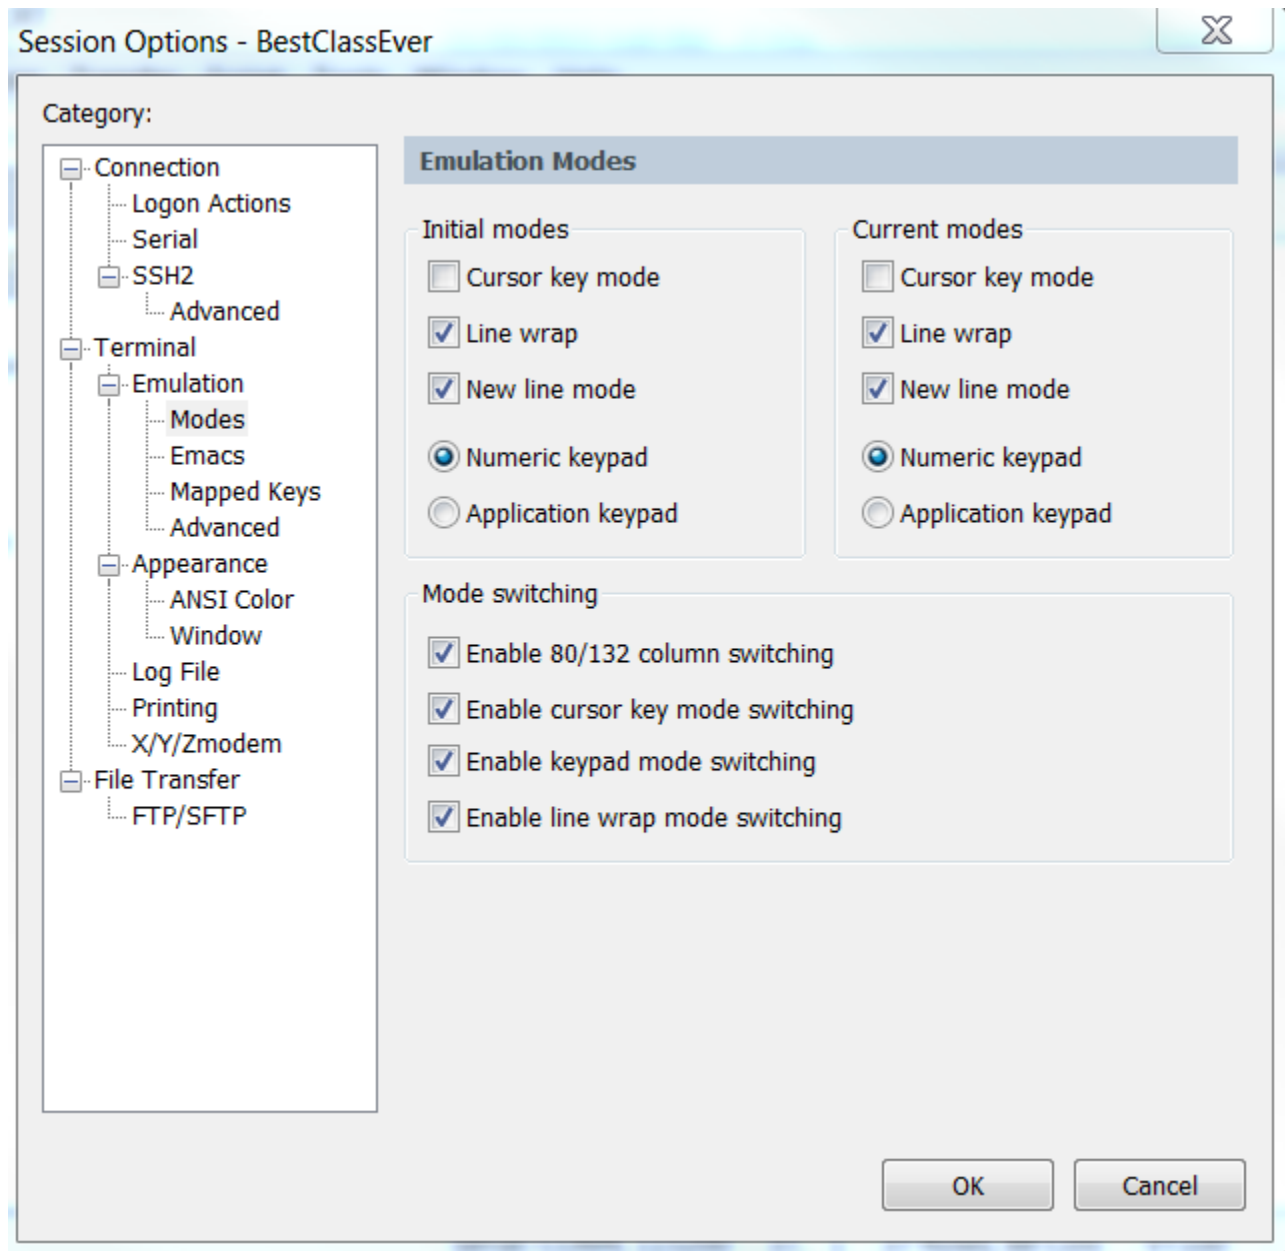 Session Options - BestClassEver
Category:
Connection
Logon Actions
Serial
SSH2
Advanced
Terminal
Emulation
Modes
Emacs
Mapped Keys
Advanced
Appearance
ANSI Color
Window
Log File
Printing
X/Y/Zmodem
File Transfer
FTP/SFTP
Emulation Modes
Initial modes
Cursor key mode
Line wrap
New line mode
Numeric keypad
Application keypad
Current modes
Cursor key mode
Line wrap
New line mode
Numeric keypad
Application keypad
Mode switching
Enable 80/132 column switching
Enable cursor key mode switching
Enable keypad mode switching
Enable line wrap mode switching
OK
Cancel